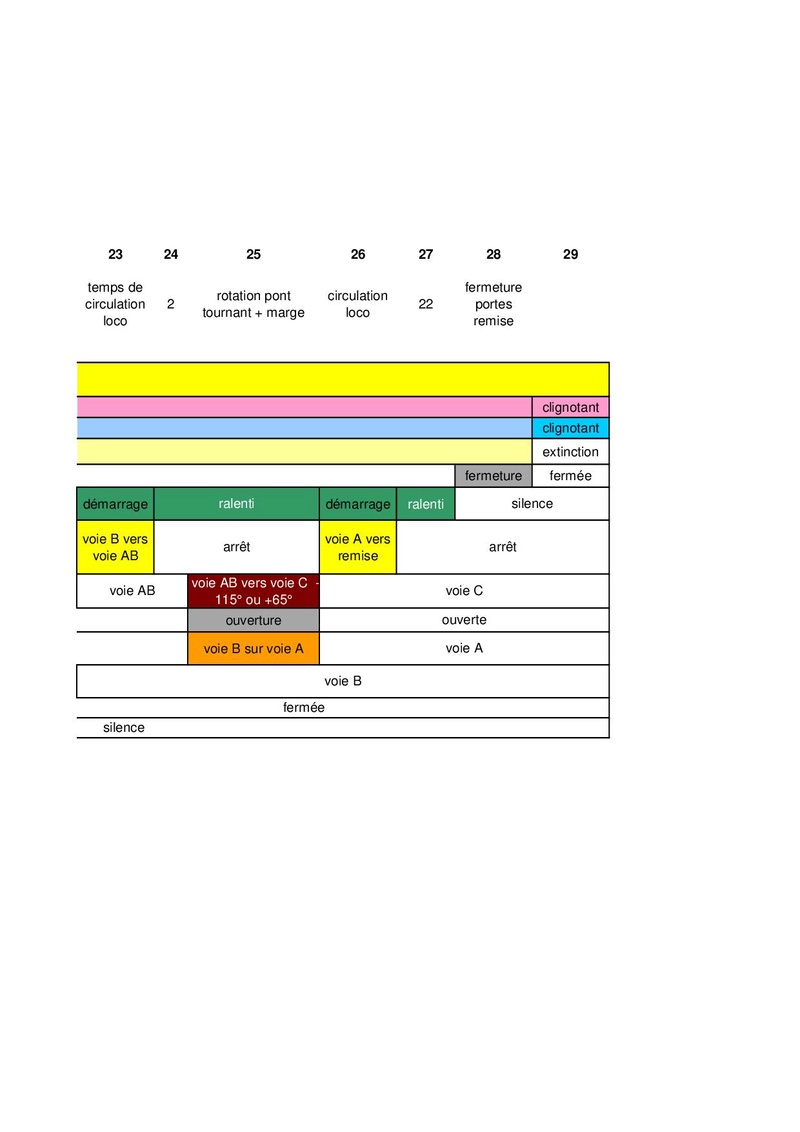 23 24 25 26 27 28 29
temps de
circulation
loco
2
rotation pont
tournant + marge
circulation
loco
22
fermeture
portes
remise
clignotant
clignotant
extinction
fermeture fermée
démarrage ralenti démarrage ralenti silence
voie B vers
voie AB
arrêt
voie A vers
remise
arrêt
voie AB
voie AB vers voie C -
115° ou +65°
voie C
ouverture ouverte
voie B sur voie A voie A
voie B
fermée
silence